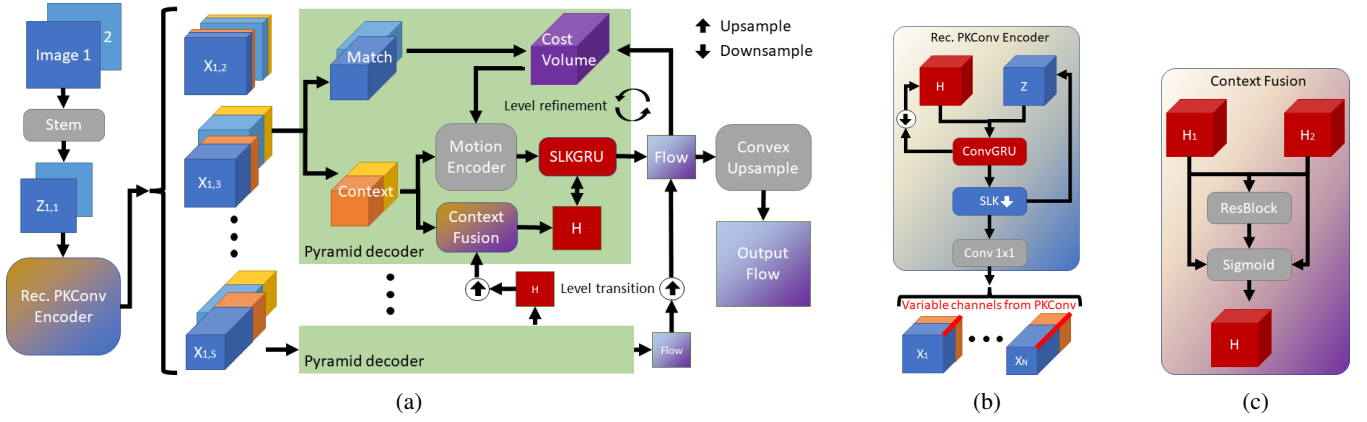 2
Image 1
Stem
Z1,1
Rec. PKConv
Encoder
X1,2
X1,3
X1,S
Match
Cost
Volume
Upsample
Downsample
Level refinement
Motion
Encoder
SLKGRU
Flow
Convex
Upsample
Context
Context
Fusion
H
Output
Flow
Pyramid decoder
H
Level transition
Pyramid decoder
Flow
(a)
Rec. PKConv Encoder
H
Z
ConvGRU
SLK
Conv 1x1
Variable channels from PKConv
X1
XN
(b)
Context Fusion
H1
H2
ResBlock
Sigmoid
H
(c)